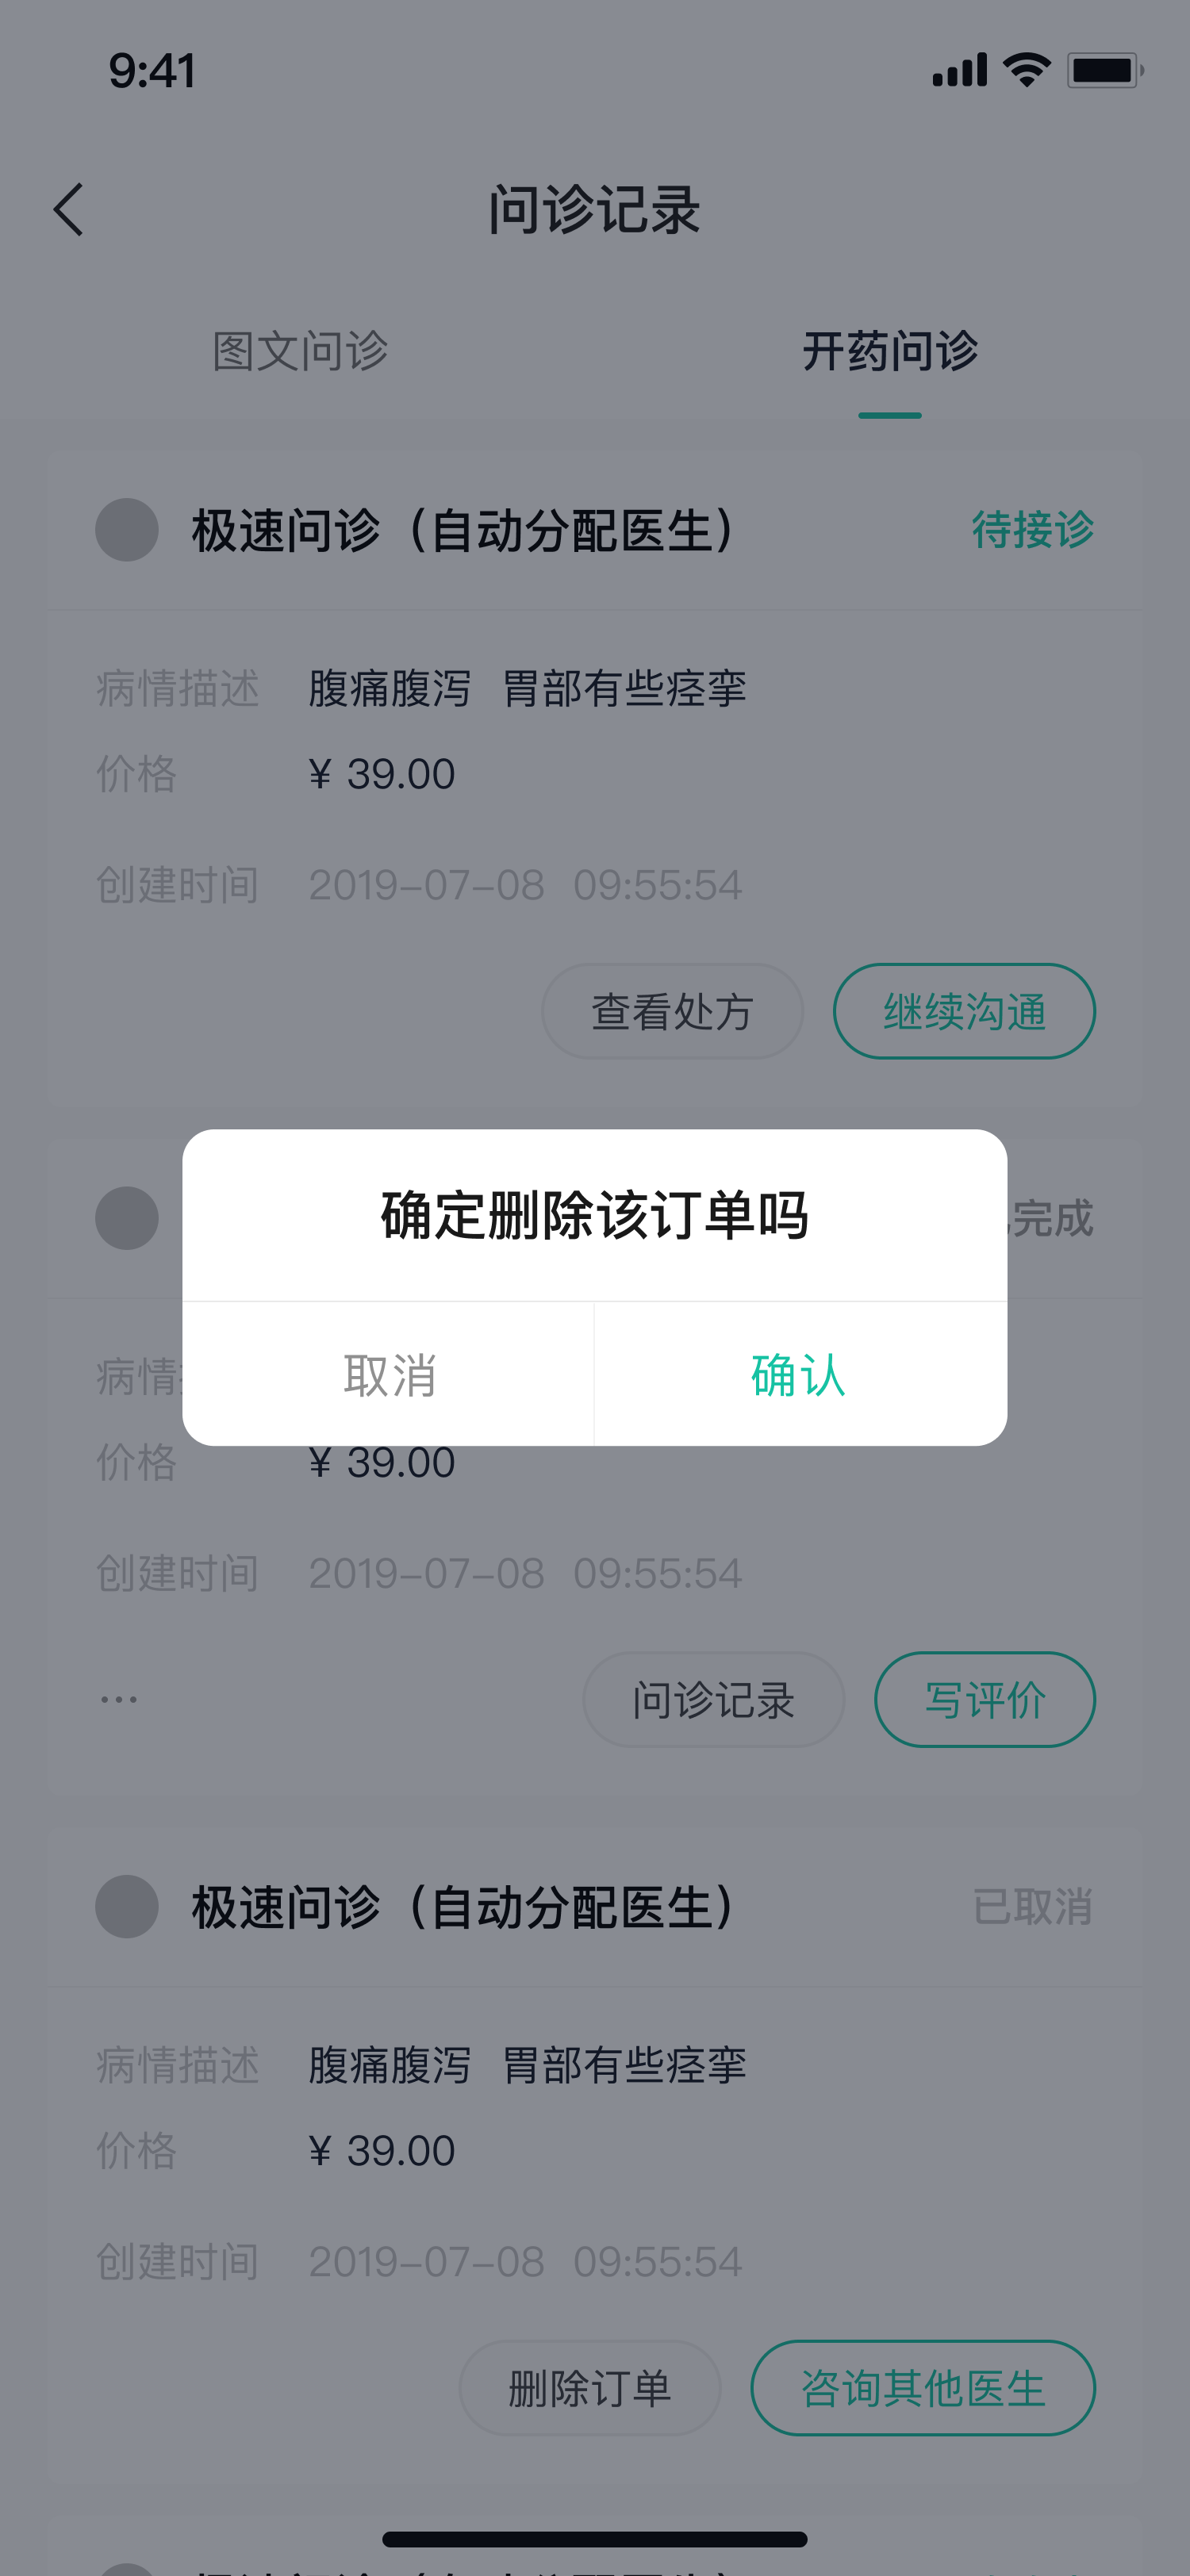 9:41
问诊记录
图文问诊 开药问诊
极速问诊（自动分配医生） 待接诊
病情描述 腹痛腹泻 胃部有些痉挛
价格 ¥ 39.00
创建时间 2019-07-08 09:55:54
查看处方 继续沟通
完成
确定删除该订单吗
病情
取消 确认
价格 ¥ 39.00
创建时间 2019-07-08 09:55:54
···
问诊记录 写评价
极速问诊（自动分配医生） 已取消
病情描述 腹痛腹泻 胃部有些痉挛
价格 ¥ 39.00
创建时间 2019-07-08 09:55:54
删除订单 咨询其他医生